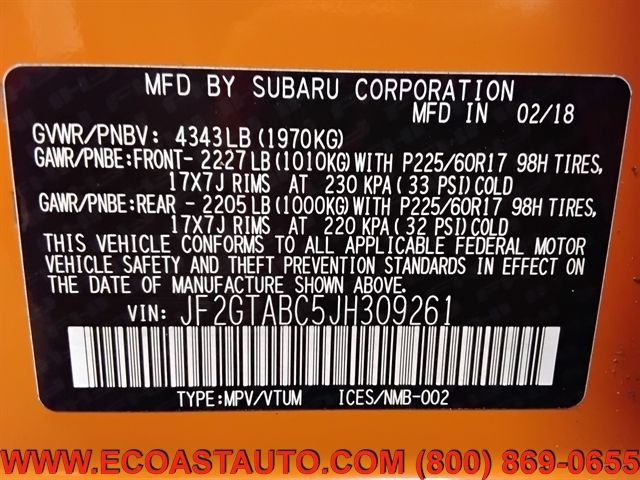 MFD BY SUBARU CORPORATION
MFD IN 02/18
GVWR/PNBV: 4343LB (1970KG)
GAWR/PNBE:FRONT- 2227 LB (1010KG) WITH P225/60R17 98H TIRES,
17X7J RIMS AT 230 KPA ( 33 PSI) COLD
GAWR/PNBE:REAR - 2205 LB (1000KG) WITH P225/60R17 98H TIRES,
17X7J RIMS AT 220 KPA ( 32 PSI) COLD
THIS VEHICLE CONFORMS TO ALL APPLICABLE FEDERAL MOTOR
VEHICLE SAFETY AND THEFT PREVENTION STANDARDS IN EFFECT ON
THE DATE OF MANUFACTURE SHOWN ABOVE.
VIN: JF2GTABC5JH309261
TYPE:MPV/VTUM ICES/NMB-002
WWW.ECOASTAUTO.COM (800) 869-0655